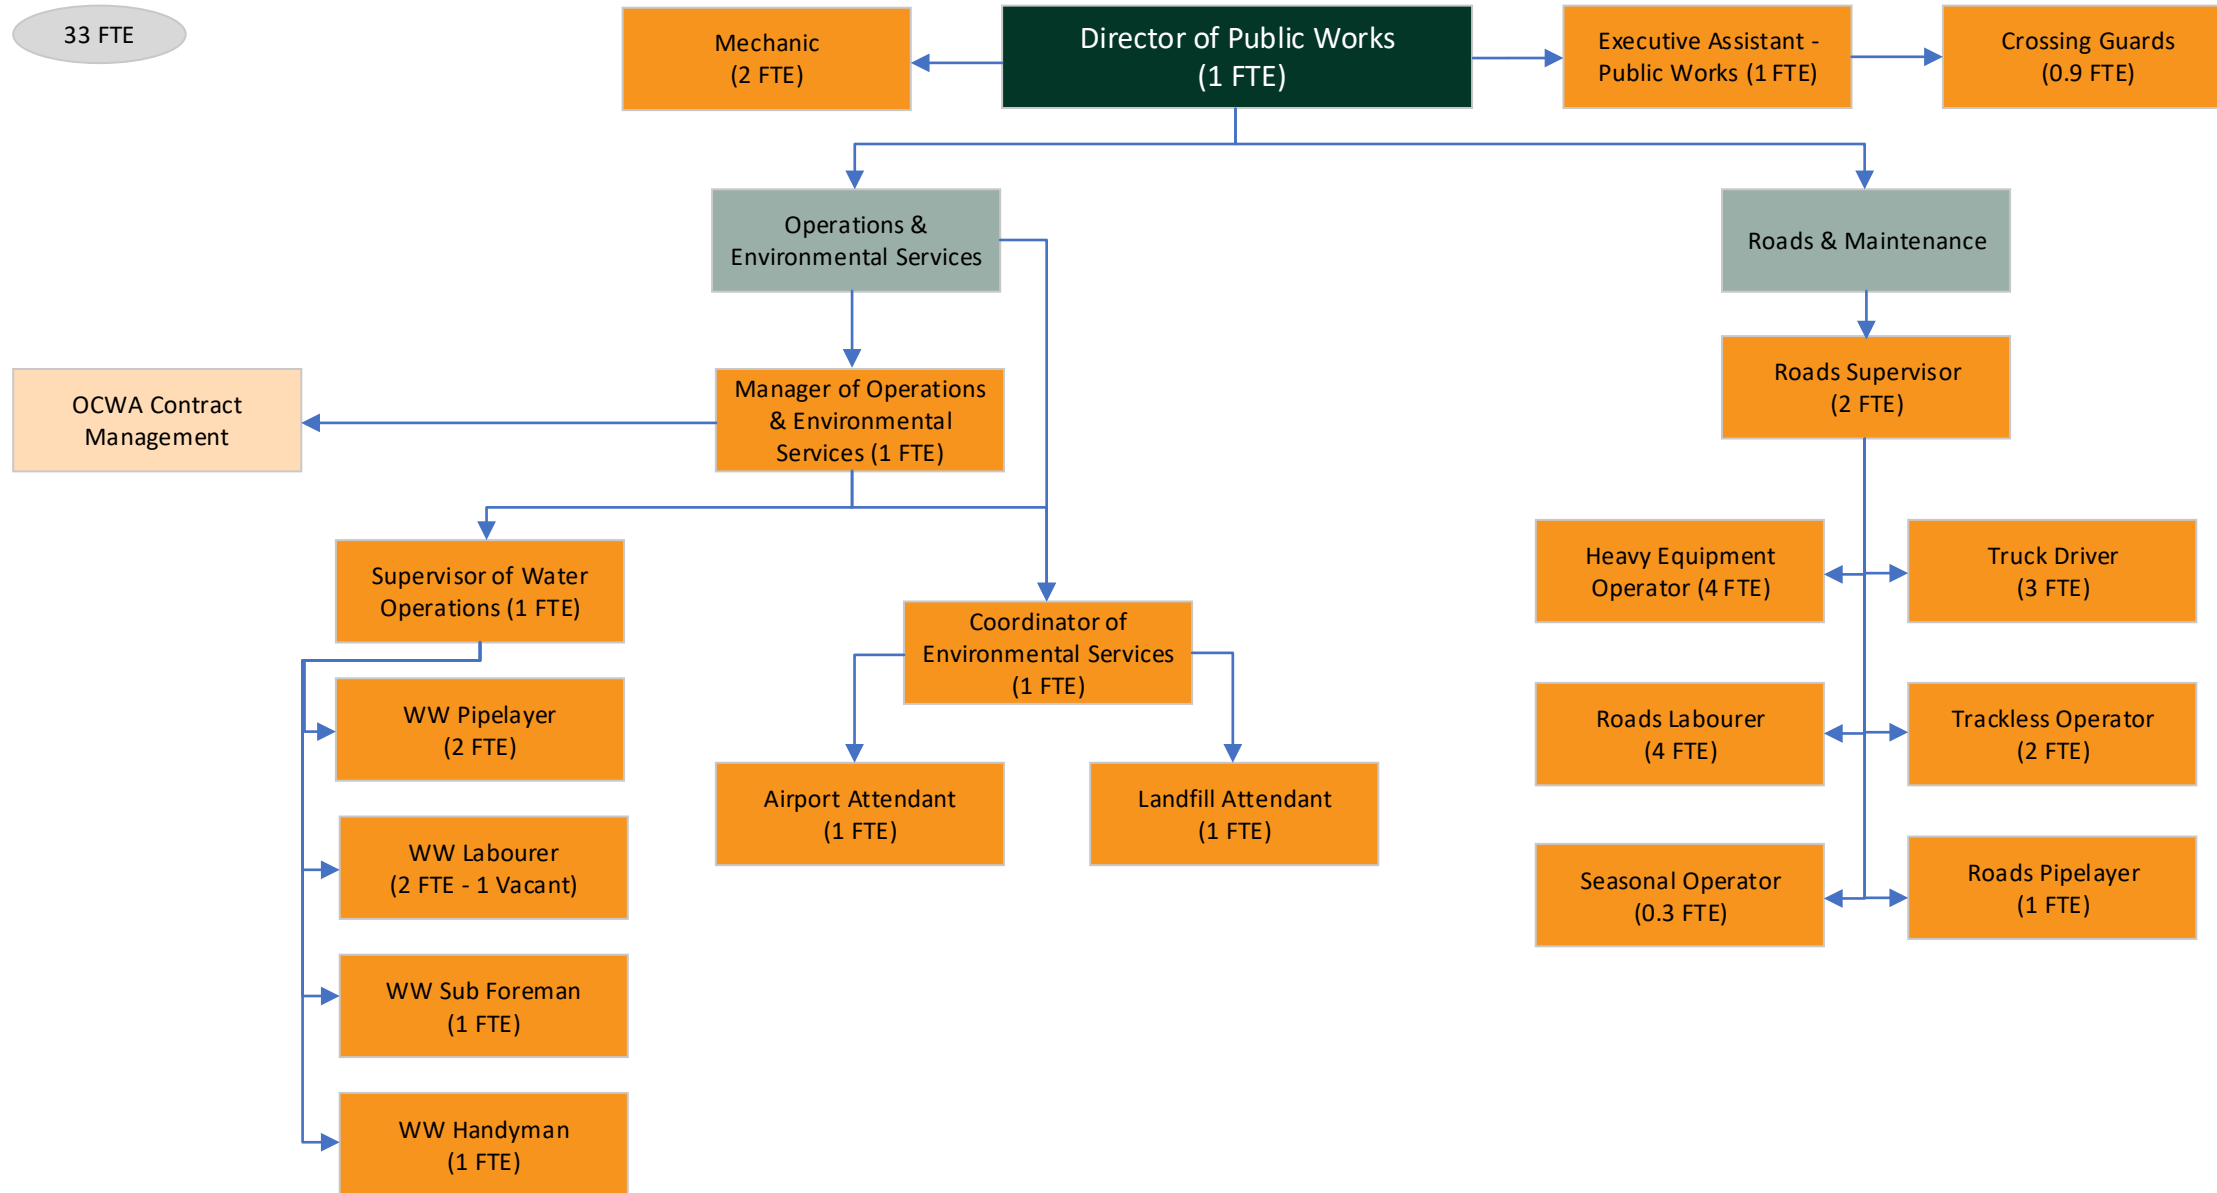 33 FTE
Mechanic
(2 FTE)
Director of Public Works
(1 FTE)
Executive Assistant -
Public Works (1 FTE)
Crossing Guards
(0.9 FTE)
Operations &
Environmental Services
Roads & Maintenance
OCWA Contract
Management
Manager of Operations
& Environmental
Services (1 FTE)
Roads Supervisor
(2 FTE)
Supervisor of Water
Operations (1 FTE)
Coordinator of
Environmental Services
(1 FTE)
Heavy Equipment
Operator (4 FTE)
Truck Driver
(3 FTE)
WW Pipelayer
(2 FTE)
Roads Labourer
(4 FTE)
Trackless Operator
(2 FTE)
Airport Attendant
(1 FTE)
Landfill Attendant
(1 FTE)
WW Labourer
(2 FTE - 1 Vacant)
Seasonal Operator
(0.3 FTE)
Roads Pipelayer
(1 FTE)
WW Sub Foreman
(1 FTE)
WW Handyman
(1 FTE)